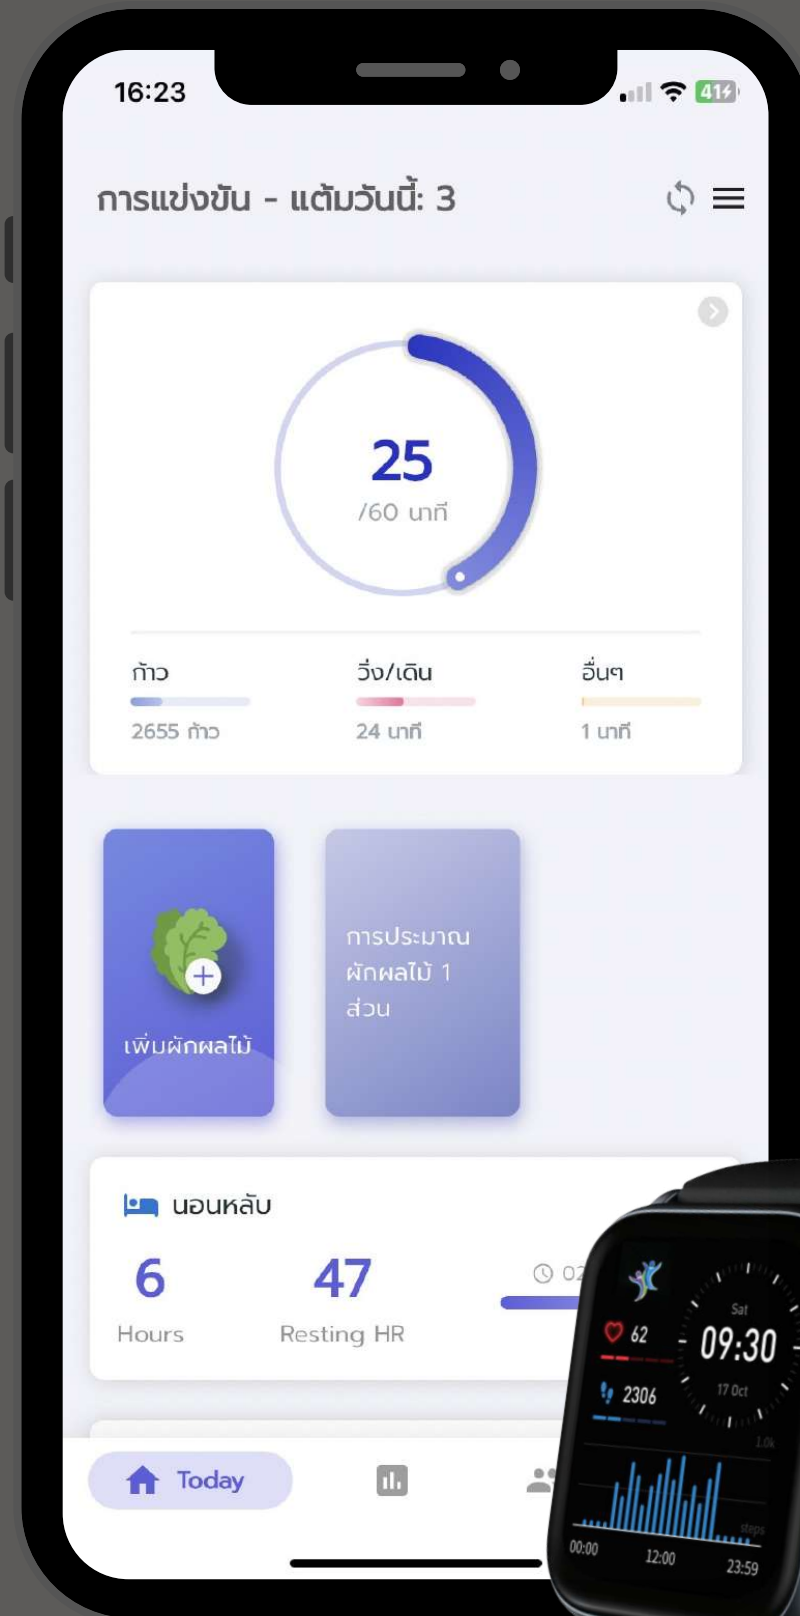 16:23
41
การแข่งขัน - แต้มวันนี้: 3
25
/60 นาที
ก้าว
วิ่ง/เดิน
อื่นๆ
2655 ก้าว
24 นาที
1 นาที
เพิ่มผักผลไม้
การประมาณ
ผักผลไม้ 1
ส่วน
นอนหลับ
6
47
02
Hours
Resting HR
Today
62
Sat
09:30
17 Oct
2306
1.0k
steps
00:00
12:00
23:59